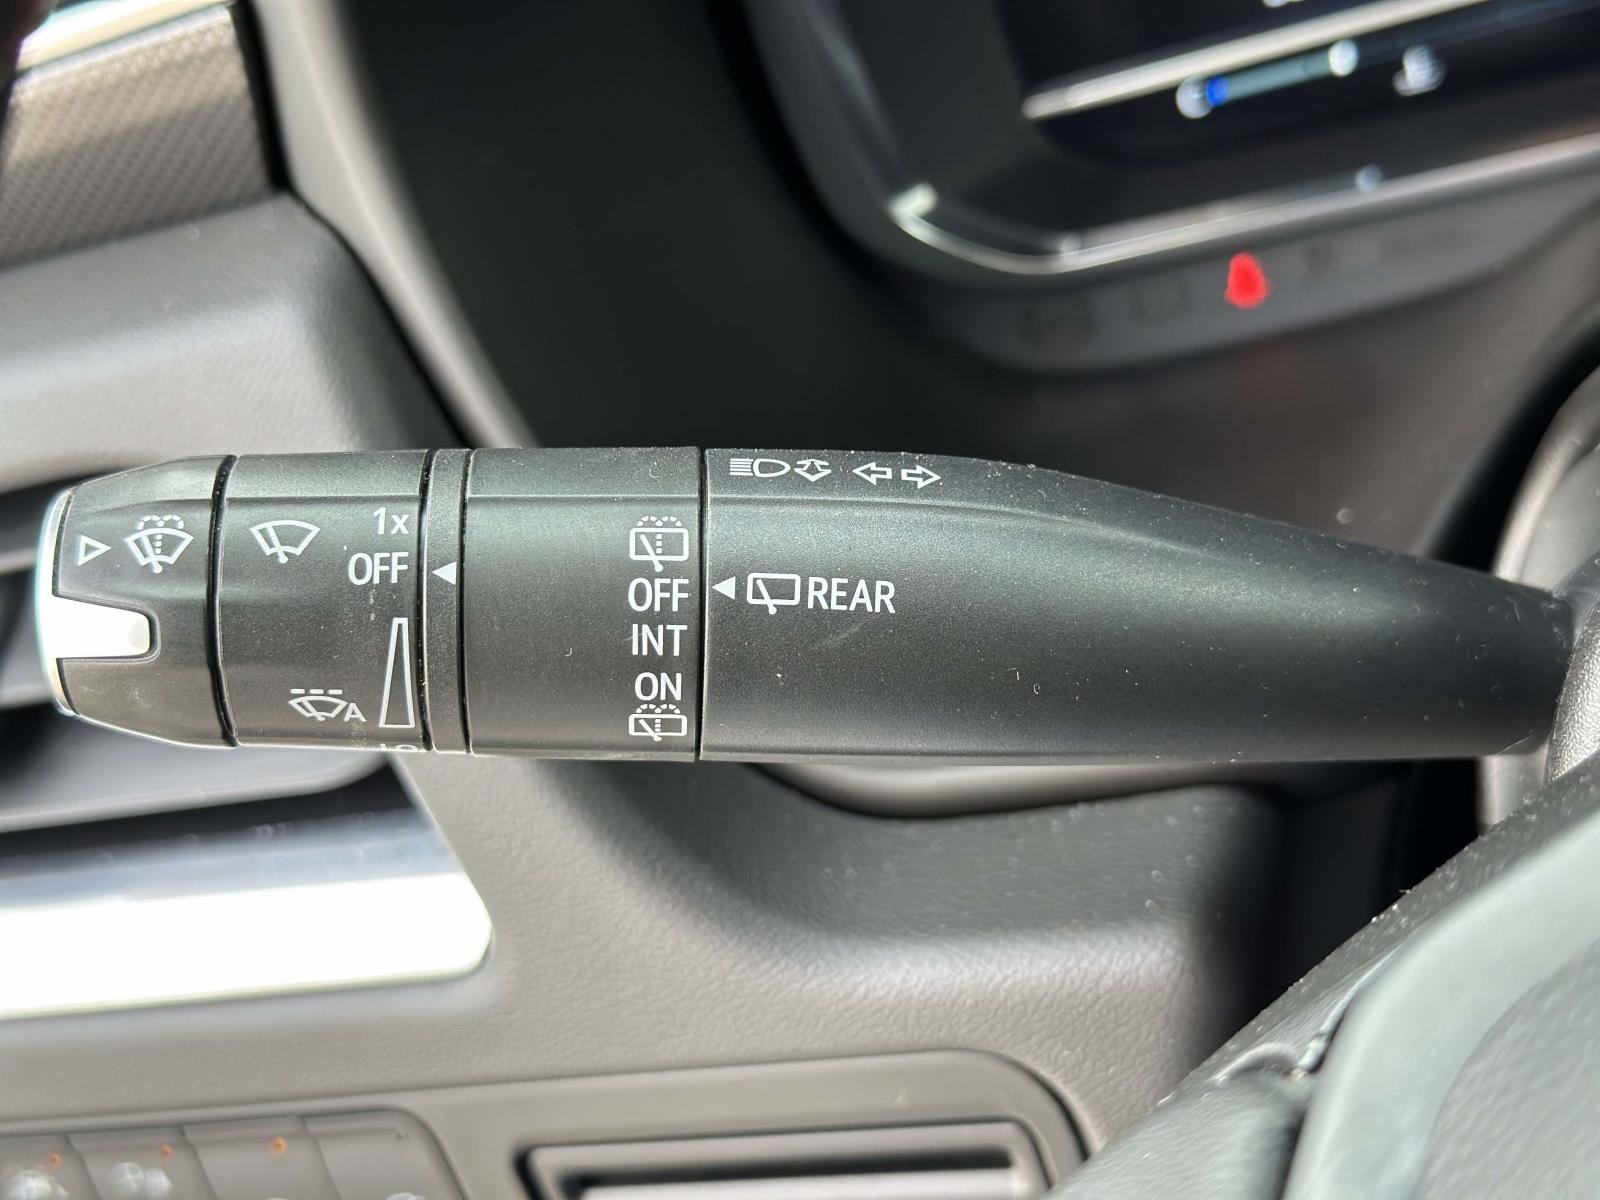 1x
OFF
A
OFF
INT
ON
REAR